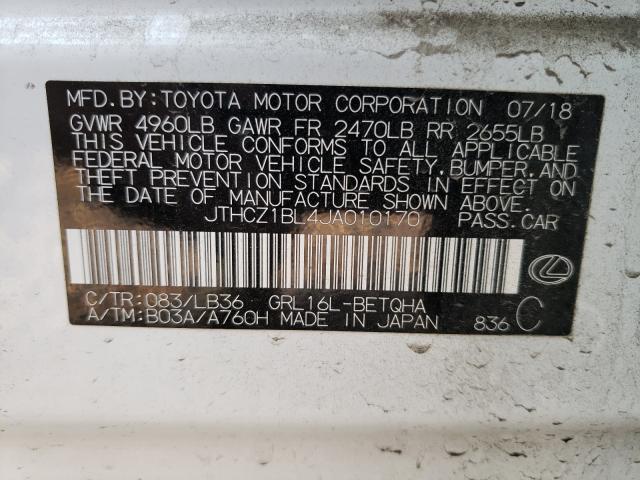 MFD.BY:TOYOTA MOTOR CORPORATION 07/18
GVWR 4960LB GAWR FR 2470LB RR 2655LB
THIS VEHICLE CONFORMS TO ALL APPLICABLE
FEDERAL MOTOR VEHICLE SAFETY,BUMPER,AND
THEFT PREVENTION STANDARDS IN EFFECT ON
THE DATE OF MANUFACTURE SHOWN ABOVE.
JTHCZ1BL4JA010170 PASS.CAR
C/TR:083/LB36 GRL16L-BETQHA
A/TM:B03A/A760H MADE IN JAPAN 836 C